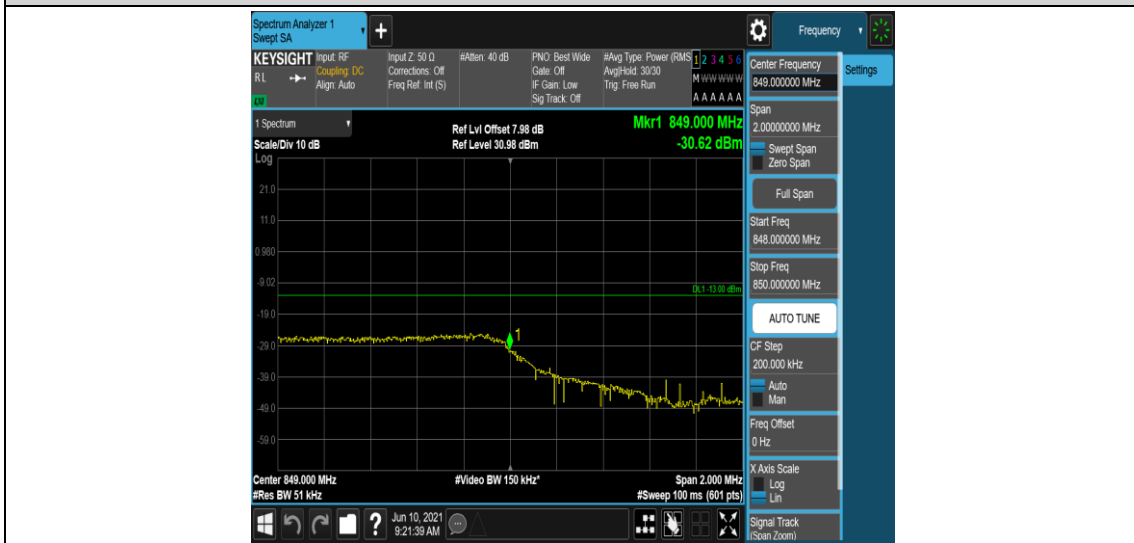 Spectrum Analyzer 1
Swept SA
+
Frequency
KEYSIGHT
RL
LXI
Input: RF
Coupling: DC
Align: Auto
Input Z: 50 Ω
Corrections: Off
Freq Ref: Int (S)
#Atten: 40 dB
PNO: Best Wide
Gate: Off
IF Gain: Low
Sig Track: Off
#Avg Type: Power (RMS
Avg|Hold: 30/30
Trig: Free Run
1 2 3 4 5 6
M W W W W W
A A A A A A
1 Spectrum
Scale/Div 10 dB
Log
Ref Lvl Offset 7.98 dB
Ref Level 30.98 dBm
Mkr1 849.000 MHz
-30.62 dBm
21.0
11.0
0.980
-9.02
DL1 -13.00 dBm
-19.0
1
-29.0
-39.0
-49.0
-59.0
Center 849.000 MHz
#Res BW 51 kHz
#Video BW 150 kHz*
Span 2.000 MHz
#Sweep 100 ms (601 pts)
?
Jun 10, 2021
9:21:39 AM
Center Frequency
849.000000 MHz
Span
2.00000000 MHz
Swept Span
Zero Span
Full Span
Start Freq
848.000000 MHz
Stop Freq
850.000000 MHz
AUTO TUNE
CF Step
200.000 kHz
Auto
Man
Freq Offset
0 Hz
X Axis Scale
Log
Lin
Signal Track
(Span Zoom)
Settings